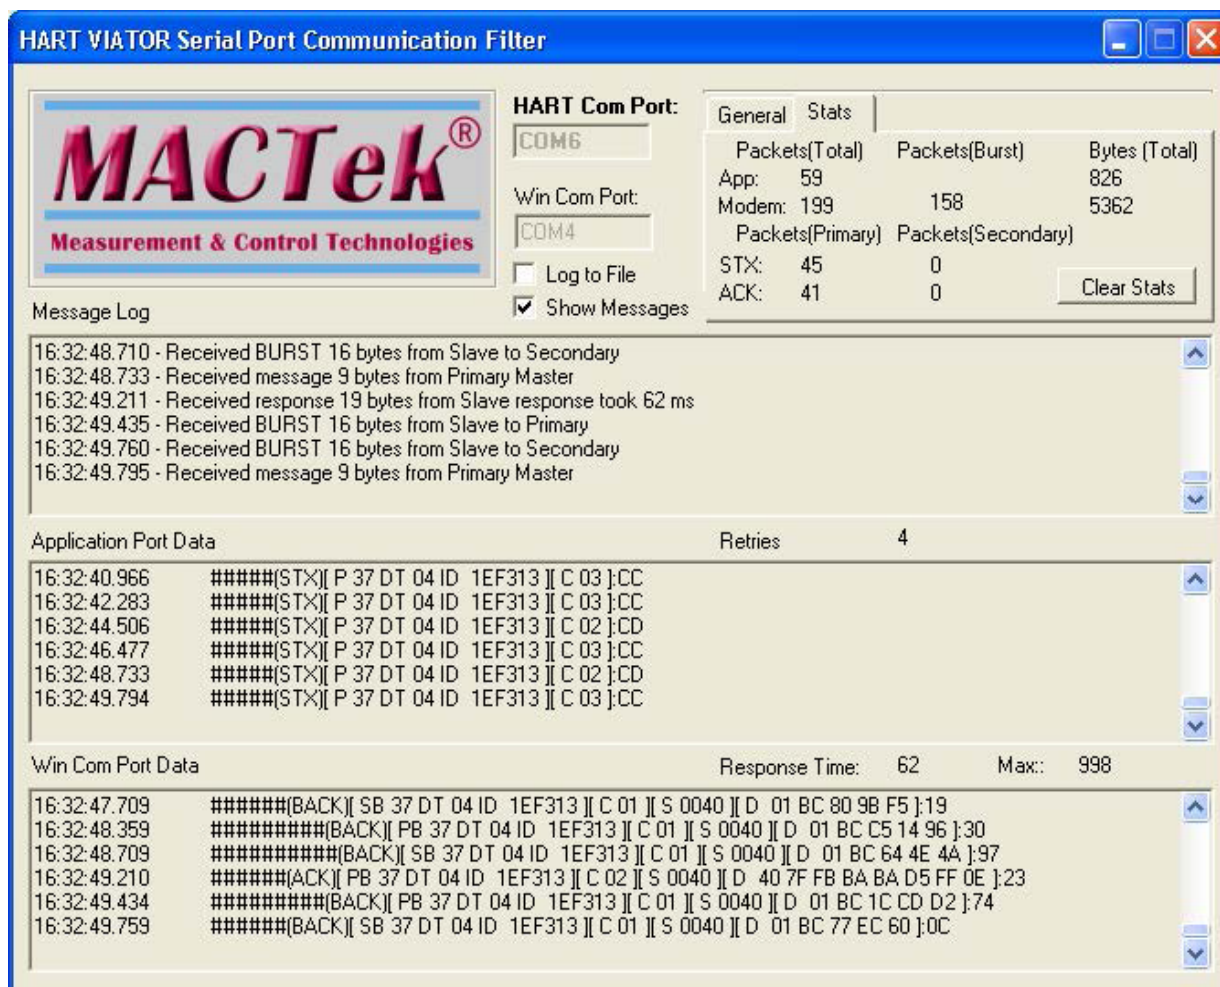 HART VIATOR Serial Port Communication Filter
MACTek®
Measurement & Control Technologies
HART Com Port:
COM6
Win Com Port:
COM4
Log to File
Show Messages
General Stats
Packets(Total) Packets(Burst) Bytes (Total)
App: 59 826
Modem: 199 158 5362
Packets(Primary) Packets(Secondary)
STX: 45 0
ACK: 41 0
Clear Stats
Message Log
16:32:48.710 - Received BURST 16 bytes from Slave to Secondary
16:32:48.733 - Received message 9 bytes from Primary Master
16:32:49.211 - Received response 19 bytes from Slave response took 62 ms
16:32:49.435 - Received BURST 16 bytes from Slave to Primary
16:32:49.760 - Received BURST 16 bytes from Slave to Secondary
16:32:49.795 - Received message 9 bytes from Primary Master
Application Port Data Retries 4
16:32:40.966 #####(STX)[ P 37 DT 04 ID 1EF313 ][ C 03 ]:CC
16:32:42.283 #####(STX)[ P 37 DT 04 ID 1EF313 ][ C 03 ]:CC
16:32:44.506 #####(STX)[ P 37 DT 04 ID 1EF313 ][ C 02 ]:CD
16:32:46.477 #####(STX)[ P 37 DT 04 ID 1EF313 ][ C 03 ]:CC
16:32:48.733 #####(STX)[ P 37 DT 04 ID 1EF313 ][ C 02 ]:CD
16:32:49.794 #####(STX)[ P 37 DT 04 ID 1EF313 ][ C 03 ]:CC
Win Com Port Data Response Time: 62 Max:: 998
16:32:47.709 ######(BACK)[ SB 37 DT 04 ID 1EF313 ][ C 01 ][ S 0040 ][ D 01 BC 80 9B F5 ]:19
16:32:48.359 #########(BACK)[ PB 37 DT 04 ID 1EF313 ][ C 01 ][ S 0040 ][ D 01 BC C5 14 96 ]:30
16:32:48.709 ##########(BACK)[ SB 37 DT 04 ID 1EF313 ][ C 01 ][ S 0040 ][ D 01 BC 64 4E 4A ]:97
16:32:49.210 ######(ACK)[ PB 37 DT 04 ID 1EF313 ][ C 02 ][ S 0040 ][ D 40 7F FB BA BA D5 FF 0E ]:23
16:32:49.434 #########(BACK)[ PB 37 DT 04 ID 1EF313 ][ C 01 ][ S 0040 ][ D 01 BC 1C CD D2 ]:74
16:32:49.759 ######(BACK)[ SB 37 DT 04 ID 1EF313 ][ C 01 ][ S 0040 ][ D 01 BC 77 EC 60 ]:0C